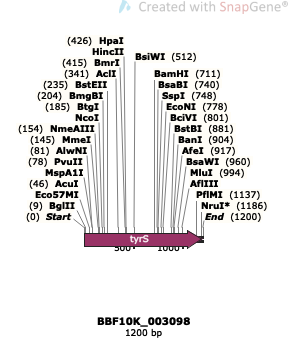 Created with SnapGene®
(426) HpaI
HincII
(415) BmrI
(341) AclI
(235) BstEII
(204) BmgBI
(185) BtgI
NcoI
(154) NmeAIII
(145) MmeI
(81) AlwNI
(78) PvuII
MspA1I
(46) AcuI
Eco57MI
(9) BglII
(0) Start
BsiWI (512)
BamHI (711)
BsaBI (740)
SspI (748)
EcoNI (778)
BciVI (801)
BstBI (881)
BanI (904)
AfeI (917)
BsaWI (960)
MluI (994)
AflIII
PflMI (1137)
NruI* (1186)
End (1200)
tyrS
500
1000
BBF10K_003098
1200 bp